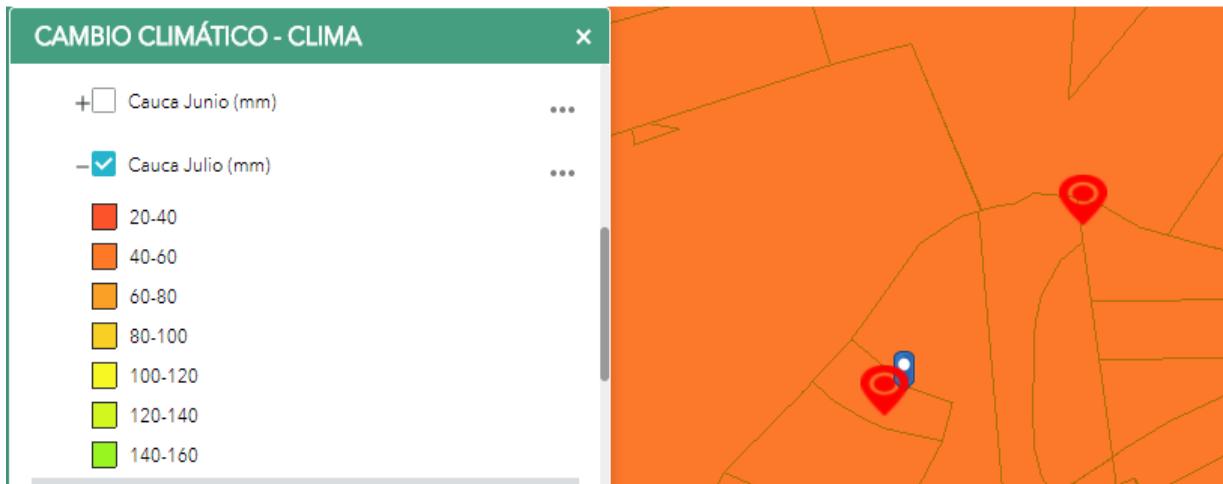 CAMBIO CLIMÁTICO - CLIMA
Cauca Junio (mm)
Cauca Julio (mm)
20-40
40-60
60-80
80-100
100-120
120-140
140-160